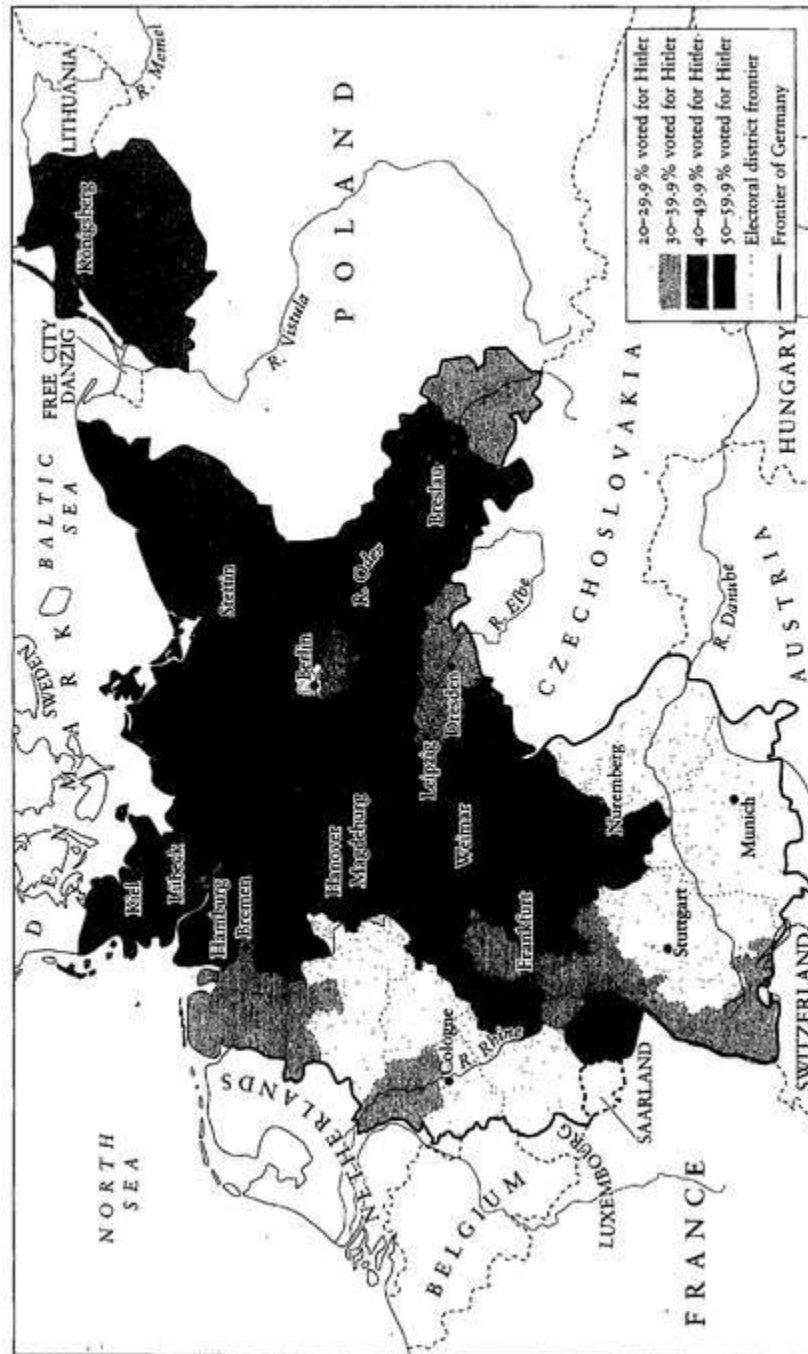 NORTH
SEA
DENMARK
SWEDEN
BALTIC
SEA
FREE CITY
DANZIG
LITHUANIA
R. Memel
Königsberg
Kiel
Lübeck
Hamburg
Bremen
Stettin
NETHERLANDS
Hanover
Magdeburg
Berlin
R. Oder
R. Vistula
POLAND
BELGIUM
Cologne
R. Rhine
Weimar
Leipzig
Dresden
Breslau
R. Elbe
LUXEMBOURG
SAARLAND
Frankfurt
Nuremberg
CZECHOSLOVAKIA
FRANCE
Stuttgart
Munich
R. Danube
SWITZERLAND
AUSTRIA
HUNGARY
20–29.9% voted for Hitler
30–39.9% voted for Hitler
40–49.9% voted for Hitler
50–59.9% voted for Hitler
Electoral district frontier
Frontier of Germany